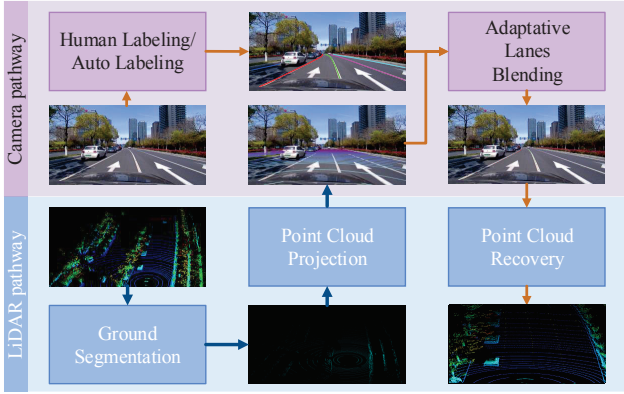 Camera pathway
Human Labeling/
Auto Labeling
Adaptative
Lanes
Blending
LiDAR pathway
Point Cloud
Projection
Point Cloud
Recovery
Ground
Segmentation